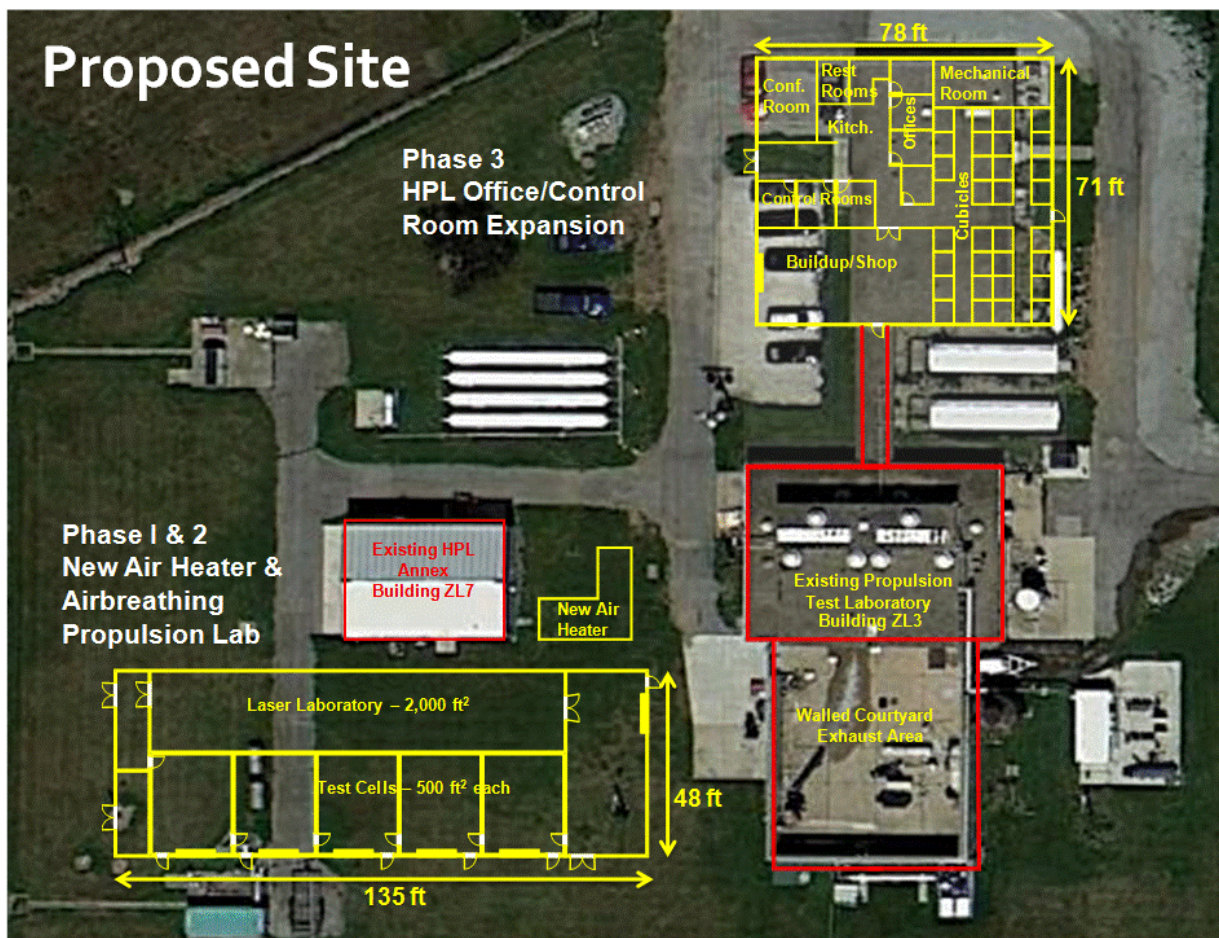 Proposed Site
78 ft
Conf.
Room
Rest
Rooms
Mechanical
Room
Kitch.
Offices
Phase 3
HPL Office/Control
Room Expansion
71 ft
Control Rooms
Cubicles
Buildup/Shop
Phase I & 2
New Air Heater &
Airbreathing
Propulsion Lab
Existing HPL
Annex
Building ZL7
New Air
Heater
Existing Propulsion
Test Laboratory
Building ZL3
Laser Laboratory – 2,000 ft²
Walled Courtyard
Exhaust Area
Test Cells – 500 ft² each
48 ft
135 ft